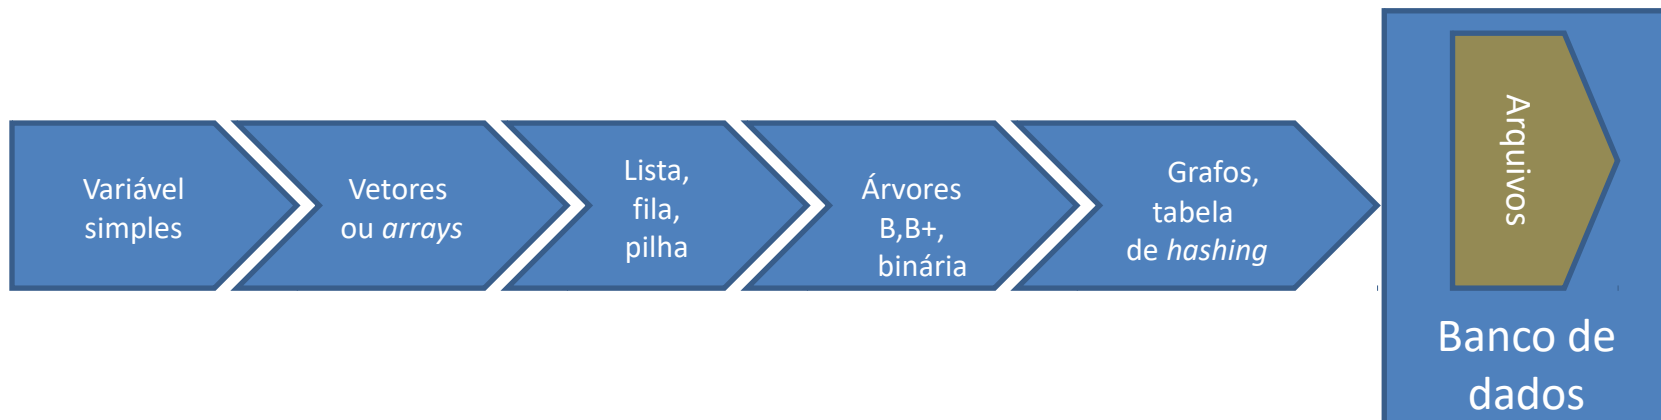 Variável
simples
Vetores
ou arrays
Lista,
fila,
pilha
Árvores
B,B+,
binária
Grafos,
tabela
de hashing
Arquivos
Banco de
dados